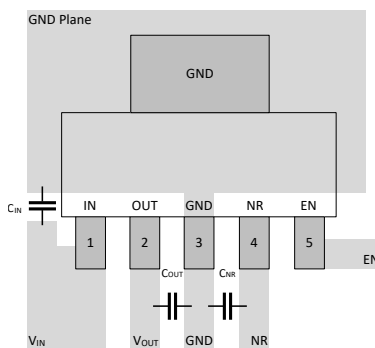 GND Plane
GND
IN OUT GND NR EN
CIN
1 2 3 4 5
EN
COUT CNR
VIN VOUT GND NR